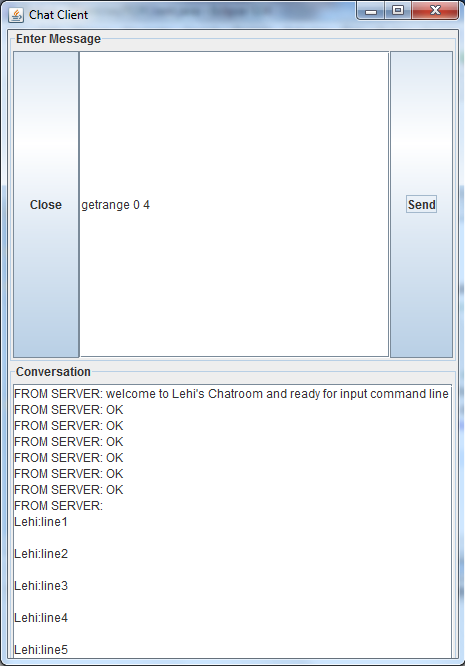 Chat Client
Enter Message
Close
getrange 0 4
Send
Conversation
FROM SERVER: welcome to Lehi's Chatroom and ready for input command line
FROM SERVER: OK
FROM SERVER: OK
FROM SERVER: OK
FROM SERVER: OK
FROM SERVER: OK
FROM SERVER: OK
FROM SERVER:
Lehi:line1
Lehi:line2
Lehi:line3
Lehi:line4
Lehi:line5